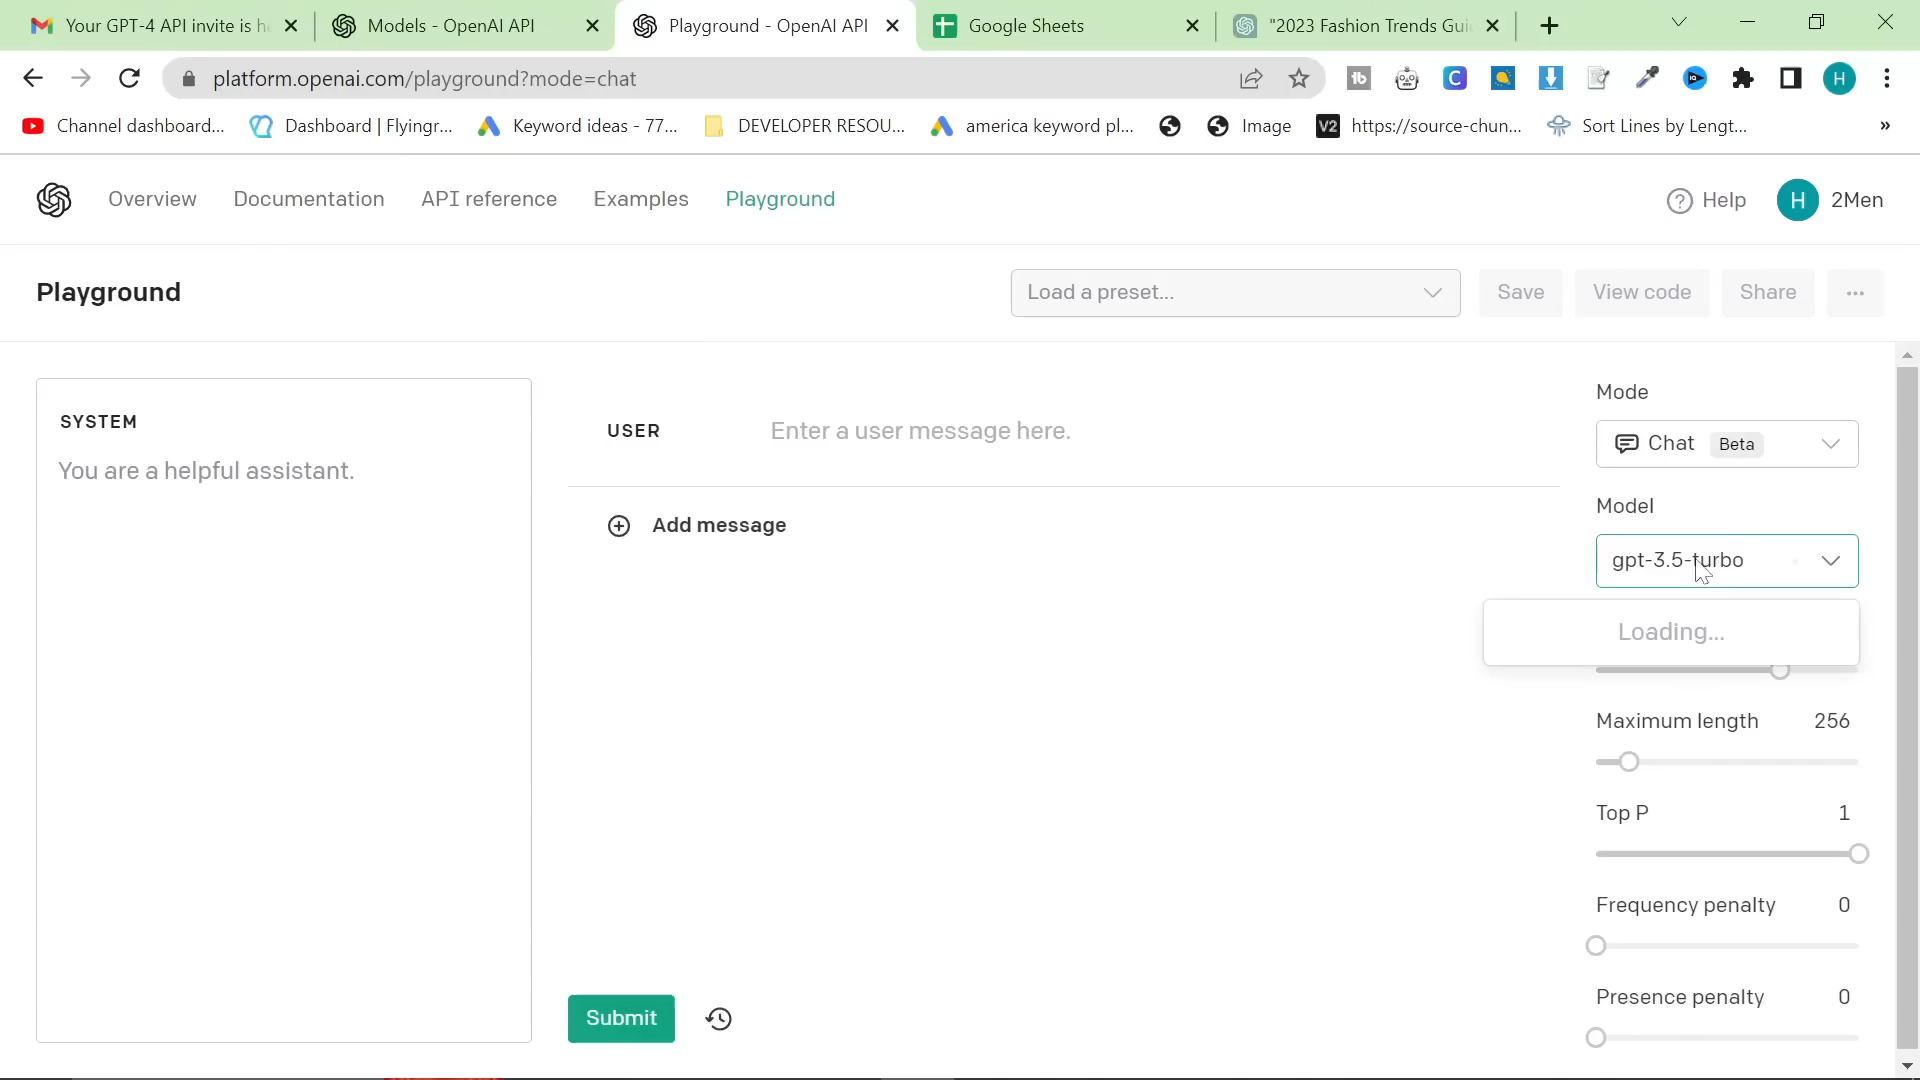 Your GPT-4 API invite is he
Models - OpenAI API
Playground - OpenAI API
Google Sheets
"2023 Fashion Trends Gui
platform.openai.com/playground?mode=chat
H
Channel dashboard...
Dashboard | Flyingr...
Keyword ideas - 77...
DEVELOPER RESOU...
america keyword pl...
Image
V2
https://source-chun...
Sort Lines by Lengt...
»
Overview
Documentation
API reference
Examples
Playground
? Help
H
2Men
Playground
Load a preset...
Save
View code
Share
...
SYSTEM
You are a helpful assistant.
USER
Enter a user message here.
Add message
Submit
Mode
Chat Beta
Model
gpt-3.5-turbo
Loading...
Maximum length 256
Top P 1
Frequency penalty 0
Presence penalty 0